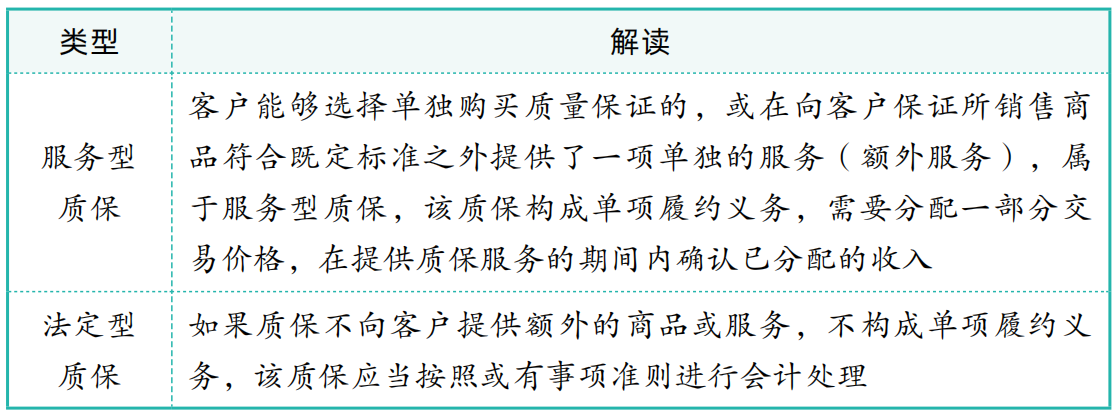 类型
解读
服务型
质保
客户能够选择单独购买质量保证的，或在向客户保证所销售商
品符合既定标准之外提供了一项单独的服务（额外服务），属
于服务型质保，该质保构成单项履约义务，需要分配一部分交
易价格，在提供质保服务的期间内确认已分配的收入
法定型
质保
如果质保不向客户提供额外的商品或服务，不构成单项履约义
务，该质保应当按照或有事项准则进行会计处理